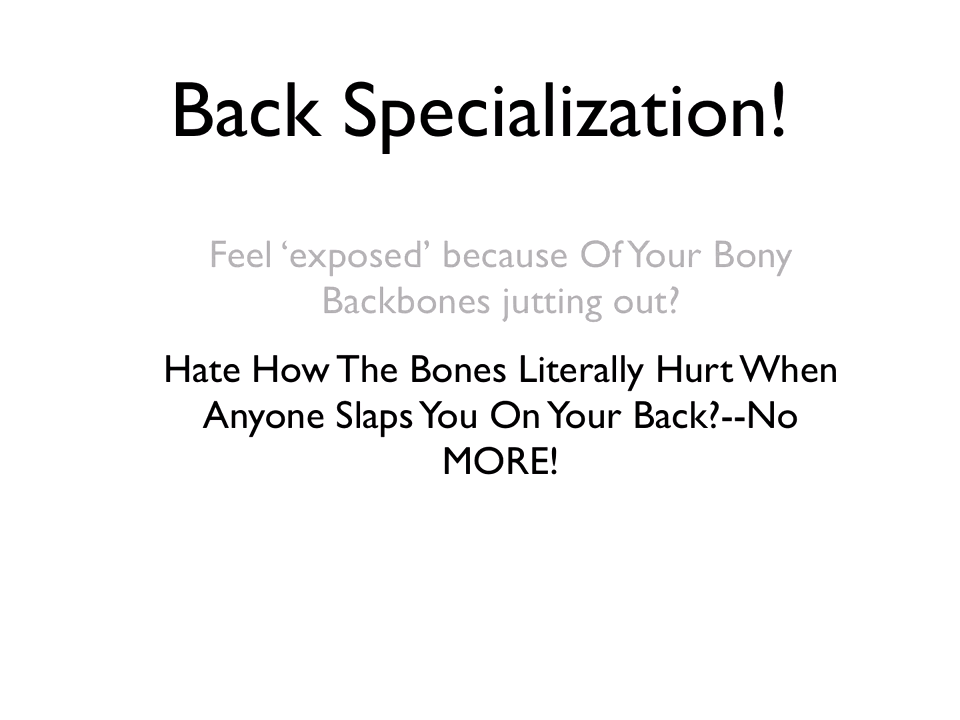 Back Specialization!
Feel ‘exposed’ because Of Your Bony
Backbones jutting out?
Hate How The Bones Literally Hurt When
Anyone Slaps You On Your Back?--No
MORE!